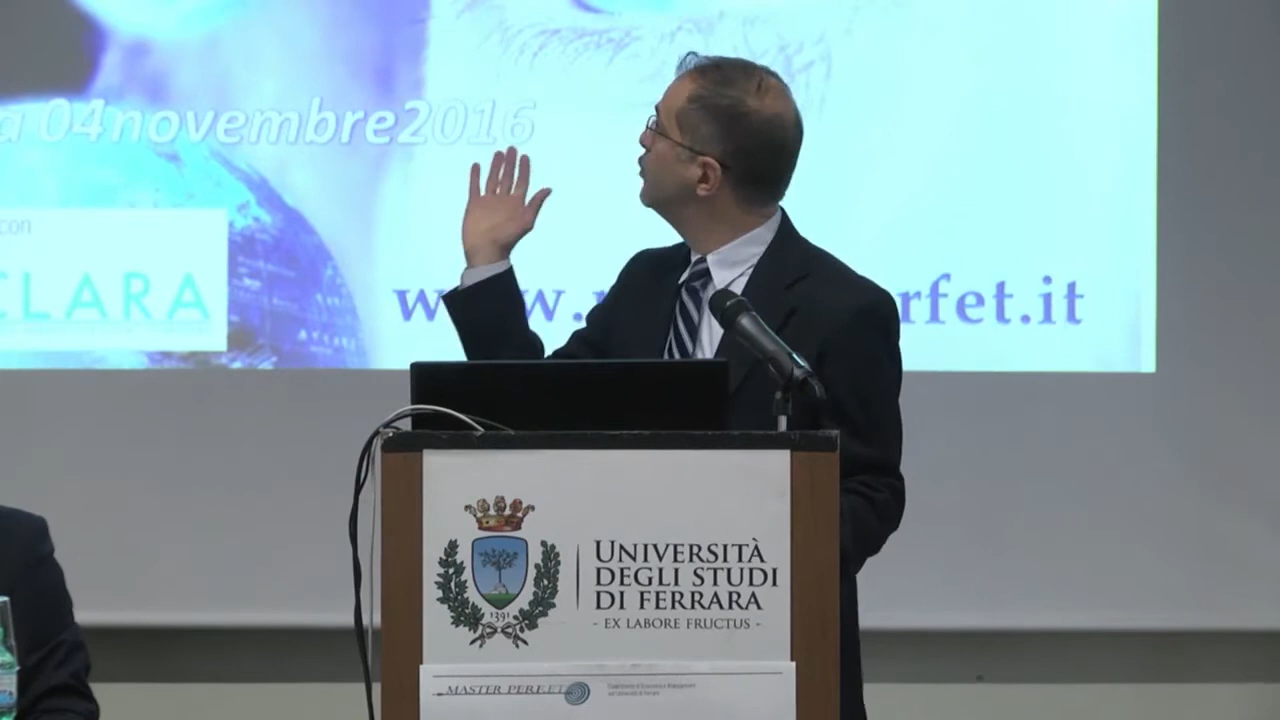 a 04novembre2016
con
CLARA
www. rfet.it
UNIVERSITÀ
DEGLI STUDI
DI FERRARA
- EX LABORE FRUCTUS -
1391
MASTER PERFET